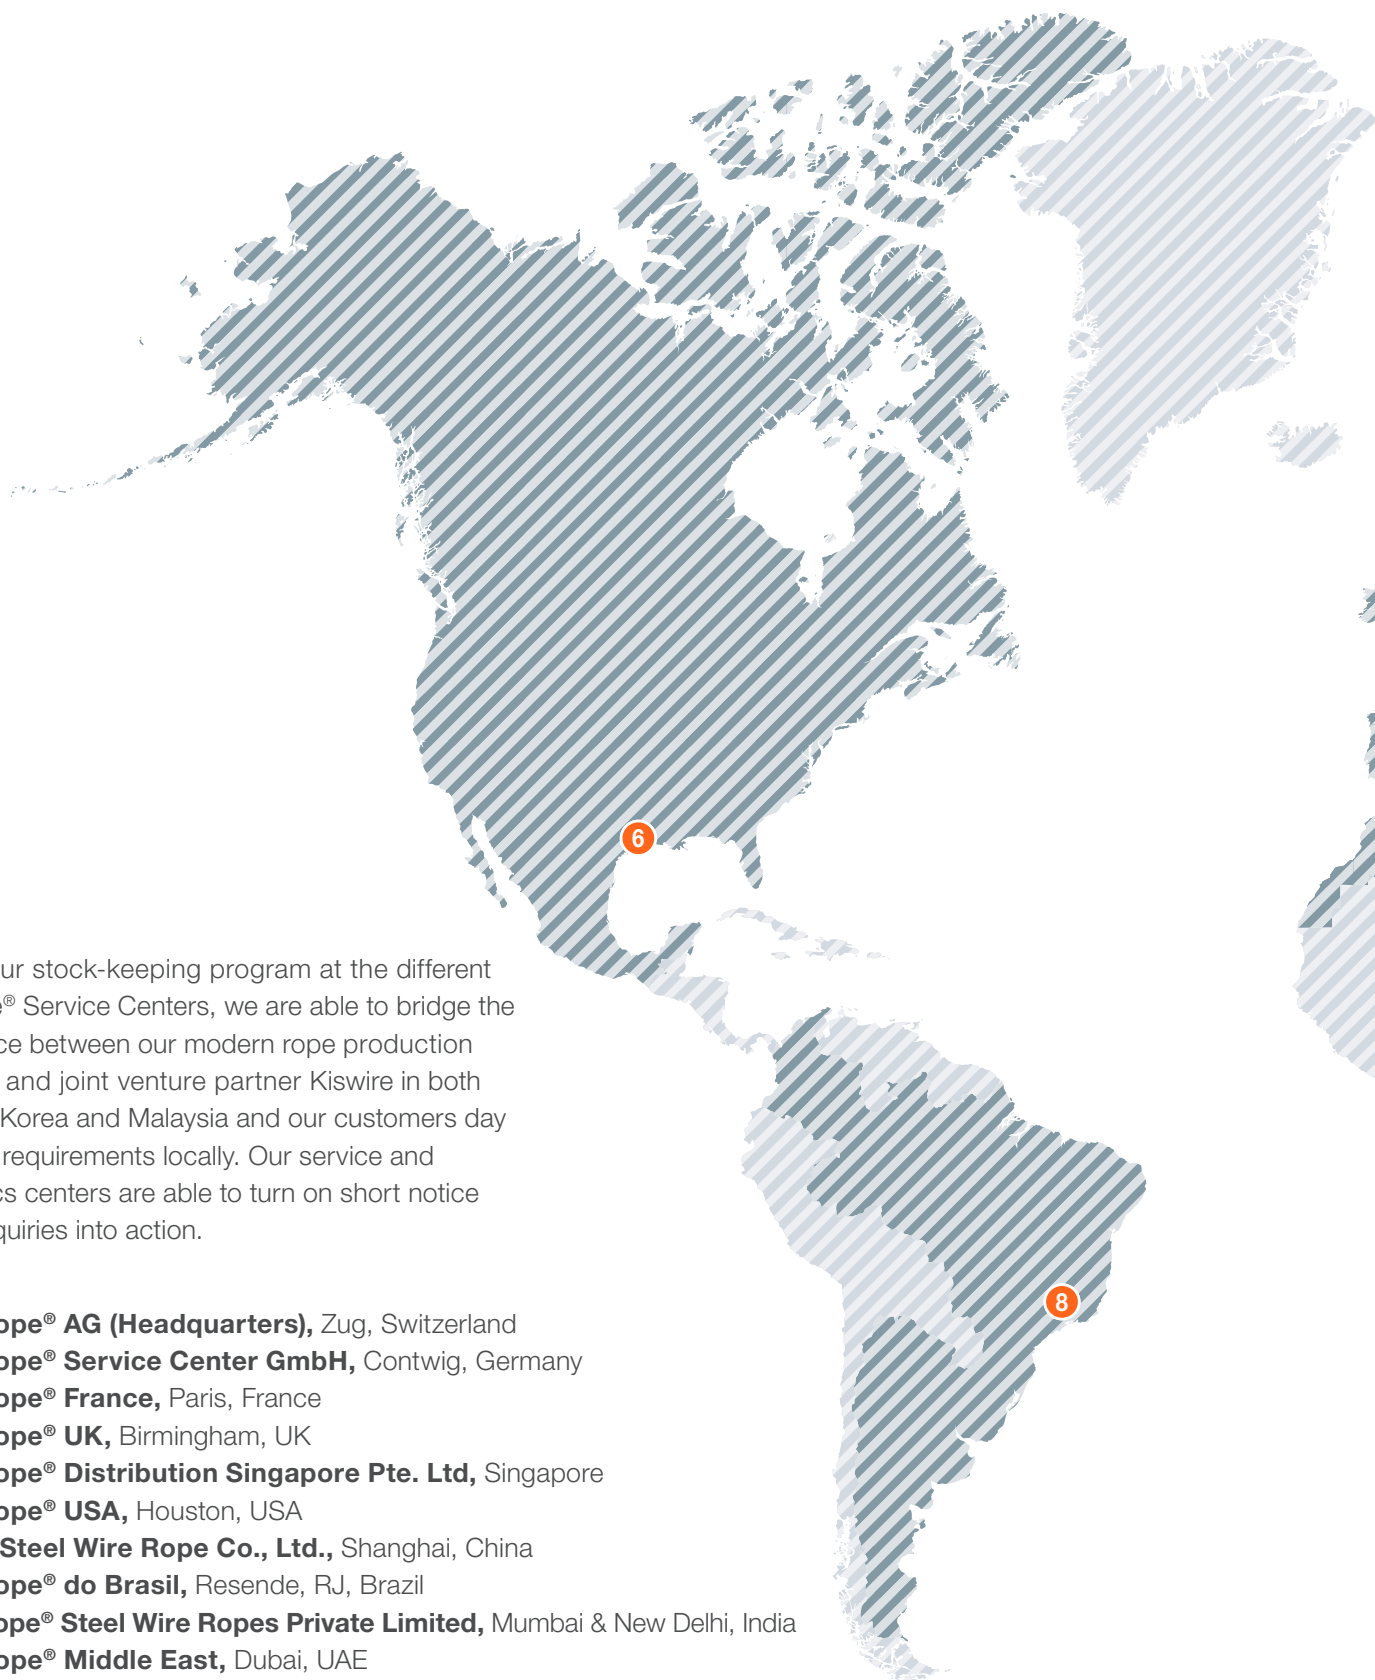 6
ur stock-keeping program at the different
e® Service Centers, we are able to bridge the
ce between our modern rope production
and joint venture partner Kiswire in both
Korea and Malaysia and our customers day
requirements locally. Our service and
cs centers are able to turn on short notice
quiries into action.
8
ope® AG (Headquarters), Zug, Switzerland
ope® Service Center GmbH, Contwig, Germany
ope® France, Paris, France
ope® UK, Birmingham, UK
ope® Distribution Singapore Pte. Ltd, Singapore
ope® USA, Houston, USA
Steel Wire Rope Co., Ltd., Shanghai, China
ope® do Brasil, Resende, RJ, Brazil
ope® Steel Wire Ropes Private Limited, Mumbai & New Delhi, India
ope® Middle East, Dubai, UAE